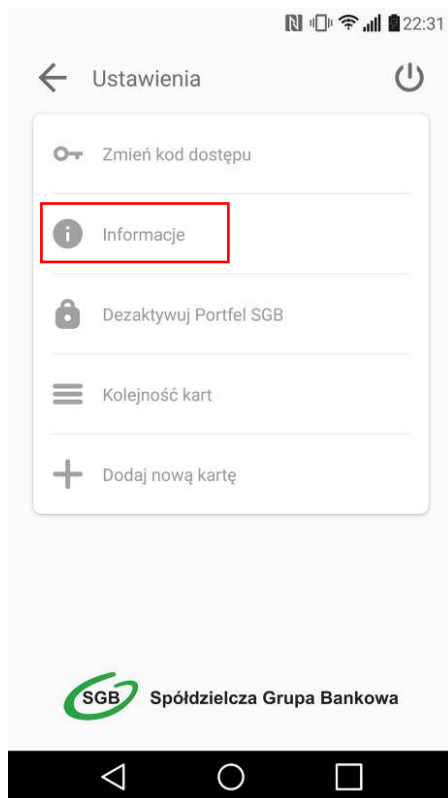 22:31
Ustawienia
Zmień kod dostępu
Informacje
Dezaktywuj Portfel SGB
Kolejność kart
Dodaj nową kartę
SGB Spółdzielcza Grupa Bankowa